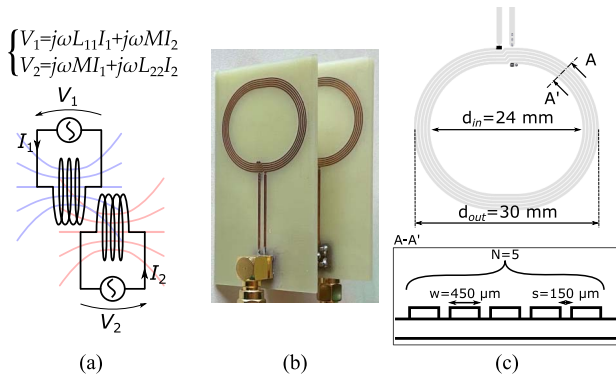 V₁=jωL₁₁I₁+jωMI₂
V₂=jωMI₁+jωL₂₂I₂
V₁
I₁
I₂
V₂
(a)
(b)
A
A'
dᵢₙ=24 mm
dₒᵤₜ=30 mm
A-A'
N=5
w=450 µm
s=150 µm
(c)